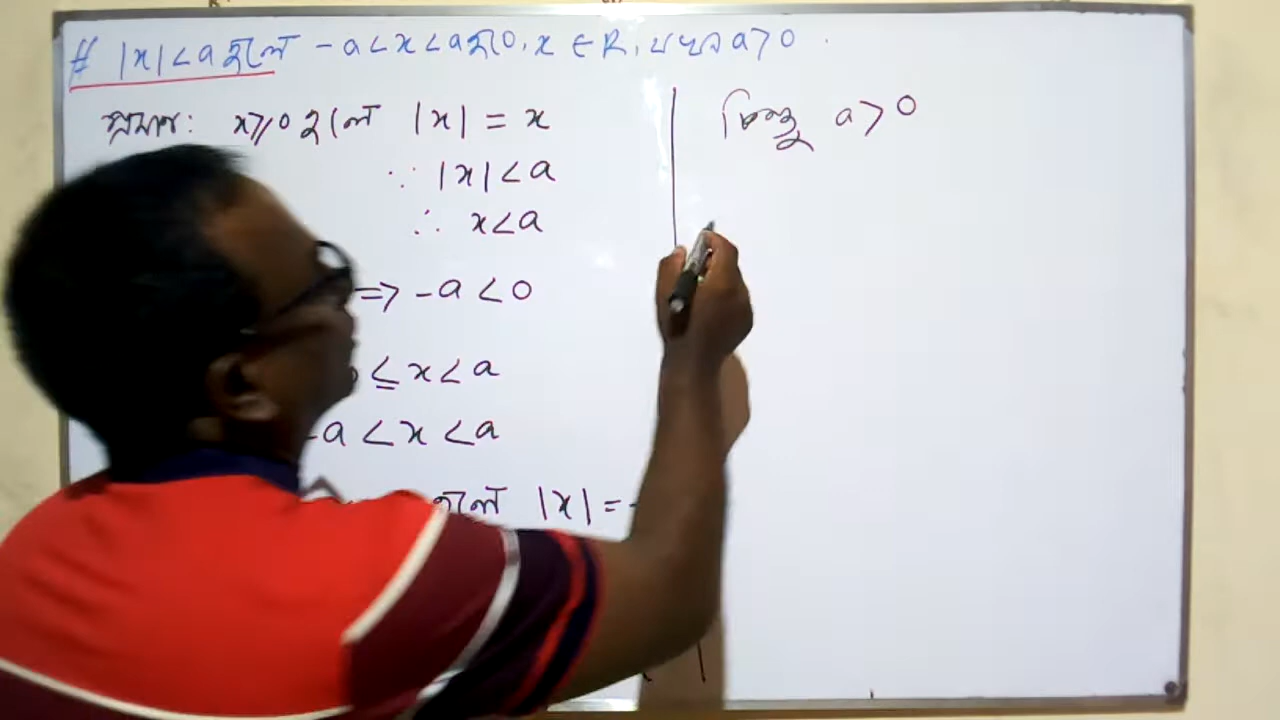 # |x| < a হলে -a < x < a হয়, x ∈ R, যখন a > 0
প্রমাণ: x ⩾ 0 হলে |x| = x
∵ |x| < a
∴ x < a
=> -a < 0
≤ x < a
-a < x < a
হলে |x| = -
কিন্তু a > 0